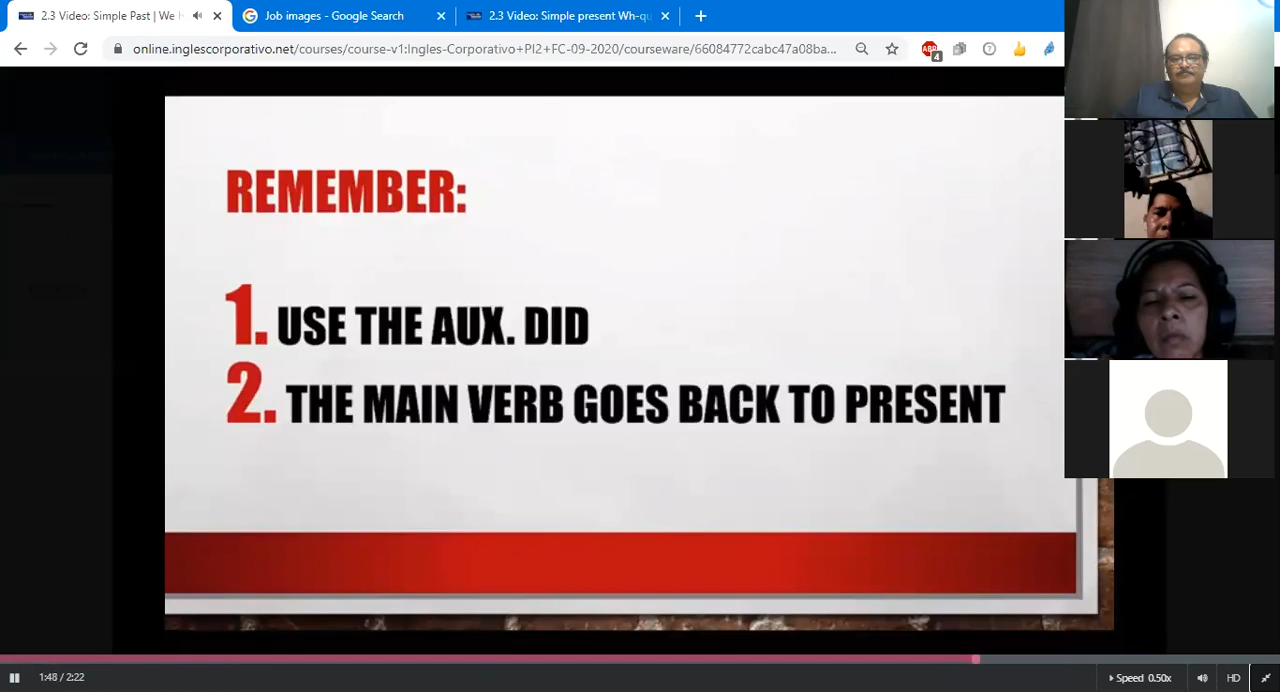 2.3 Video: Simple Past | We h
Job images - Google Search
2.3 Video: Simple present Wh-qu
online.inglescorporativo.net/courses/course-v1:Ingles-Corporativo+PI2+FC-09-2020/courseware/66084772cabc47a08ba...
ABP
4
REMEMBER:
1. USE THE AUX. DID
2. THE MAIN VERB GOES BACK TO PRESENT
1:48 / 2:22
Speed 0.50x
HD